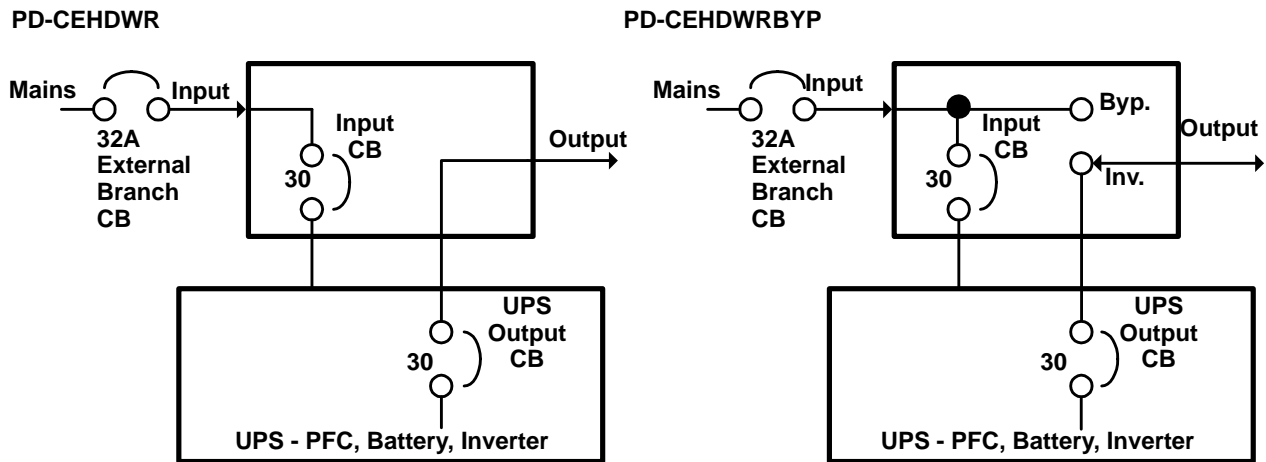 PD-CEHDWR
Mains
Input
32A
External
Branch
CB
Input
CB
30
Output
UPS
Output
CB
30
UPS - PFC, Battery, Inverter
PD-CEHDWRBYP
Mains
Input
32A
External
Branch
CB
Input
CB
30
Byp.
Inv.
Output
UPS
Output
CB
30
UPS - PFC, Battery, Inverter